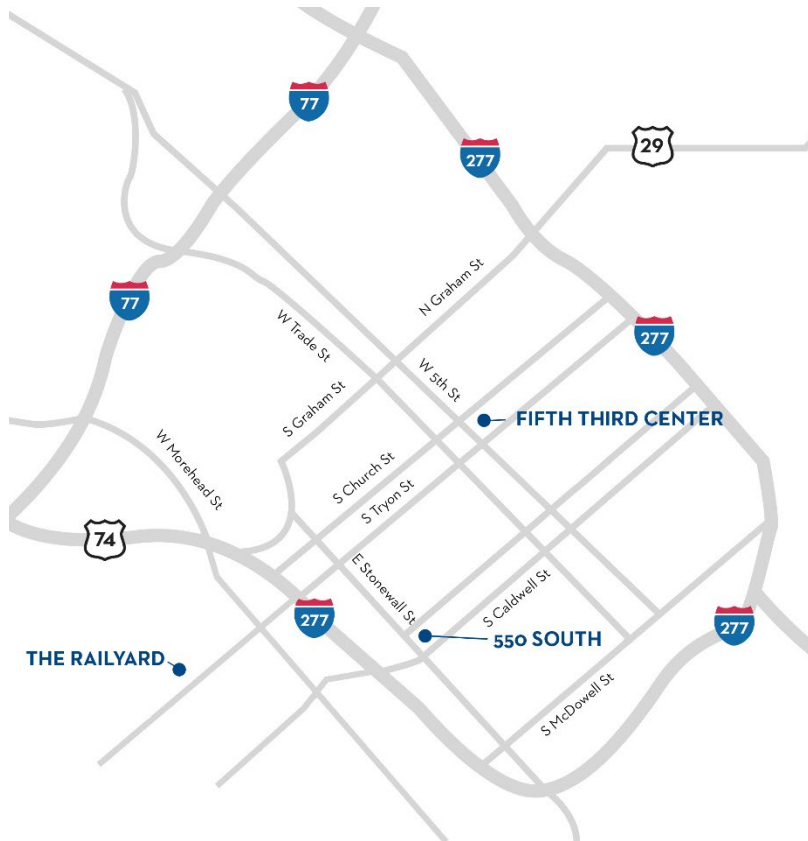 77
277
29
N Graham St
77
277
W Trade St
W 5th St
S Graham St
FIFTH THIRD CENTER
W Morehead St
S Church St
S Tryon St
74
E Stonewall St
S Caldwell St
277
277
550 SOUTH
THE RAILYARD
S McDowell St